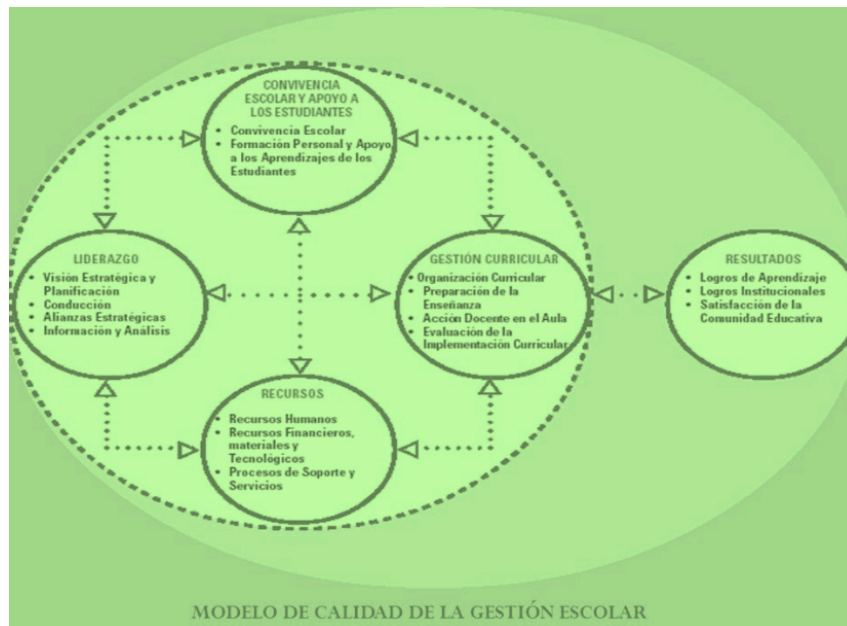 CONVIVENCIA
ESCOLAR Y APOYO A
LOS ESTUDIANTES
• Convivencia Escolar
• Formación Personal y Apoyo
a los Aprendizajes de los
Estudiantes
LIDERAZGO
• Visión Estratégica y
Planificación
• Conducción
• Alianzas Estratégicas
• Información y Análisis
GESTIÓN CURRICULAR
•Organización Curricular
• Preparación de la
Enseñanza
• Acción Docente en el Aula
• Evaluación de la
Implementación Curricular
RESULTADOS
• Logros de Aprendizaje
• Logros Institucionales
• Satisfacción de la
Comunidad Educativa
RECURSOS
• Recursos Humanos
• Recursos Financieros,
materiales y
Tecnológicos
• Procesos de Soporte y
Servicios
MODELO DE CALIDAD DE LA GESTIÓN ESCOLAR